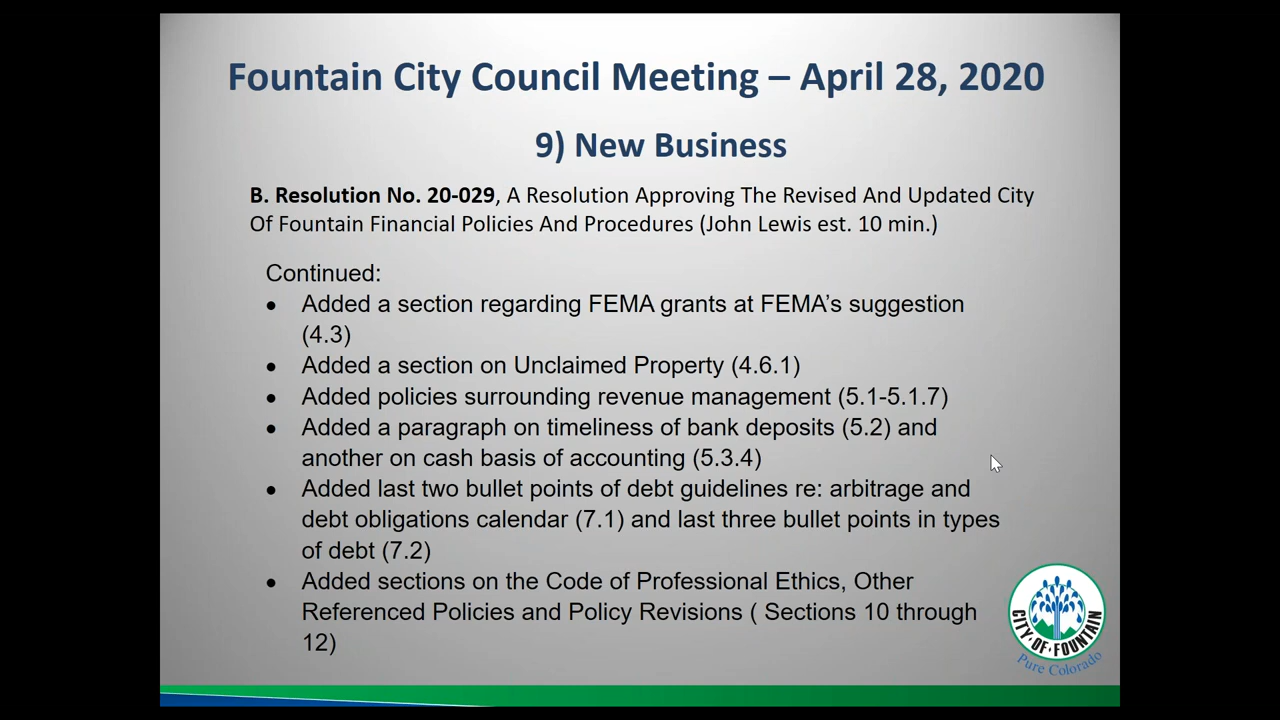 Fountain City Council Meeting – April 28, 2020
9) New Business
B. Resolution No. 20-029, A Resolution Approving The Revised And Updated City
Of Fountain Financial Policies And Procedures (John Lewis est. 10 min.)
Continued:
• Added a section regarding FEMA grants at FEMA’s suggestion
(4.3)
• Added a section on Unclaimed Property (4.6.1)
• Added policies surrounding revenue management (5.1-5.1.7)
• Added a paragraph on timeliness of bank deposits (5.2) and
another on cash basis of accounting (5.3.4)
• Added last two bullet points of debt guidelines re: arbitrage and
debt obligations calendar (7.1) and last three bullet points in types
of debt (7.2)
• Added sections on the Code of Professional Ethics, Other
Referenced Policies and Policy Revisions ( Sections 10 through
12)
CITY OF FOUNTAIN
Pure Colorado